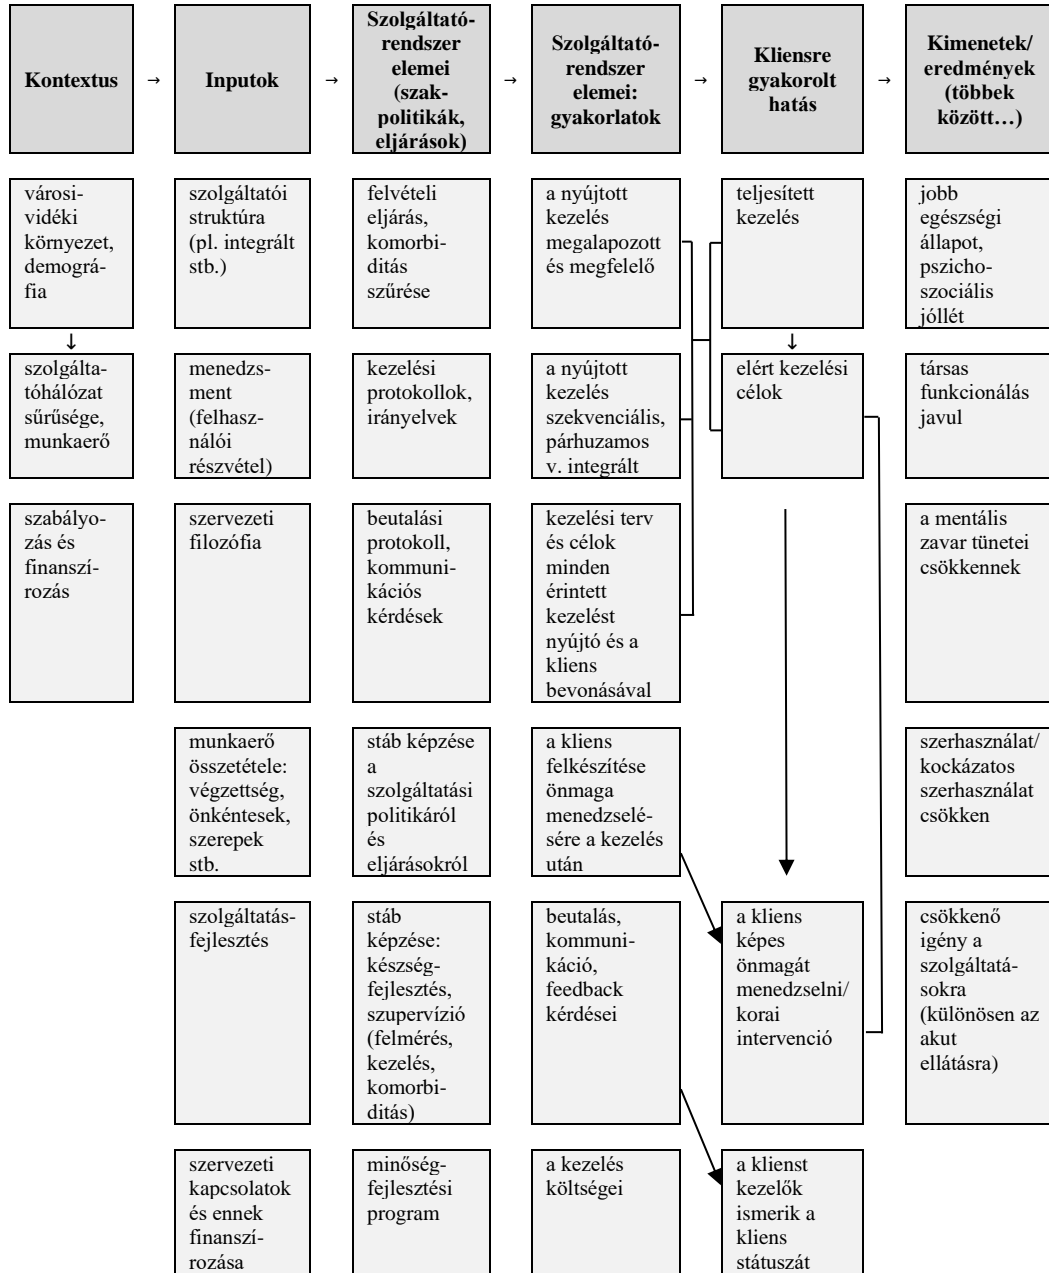 Kontextus
→
Inputok
→
Szolgáltató-
rendszer
elemei
(szak-
politikák,
eljárások)
→
Szolgáltató-
rendszer
elemei:
gyakorlatok
→
Kliensre
gyakorolt
hatás
→
Kimenetek/
eredmények
(többek
között…)
városi-
vidéki
környezet,
demográ-
fia
↓
szolgálta-
tóhálózat
sűrűsége,
munkaerő
szabályo-
zás és
finanszí-
rozás
szolgáltatói
struktúra
(pl. integrált
stb.)
menedzs-
ment
(felhasz-
nálói
részvétel)
szervezeti
filozófia
munkaerő
összetétele:
végzettség,
önkéntesek,
szerepek
stb.
szolgáltatás-
fejlesztés
szervezeti
kapcsolatok
és ennek
finanszí-
rozása
felvételi
eljárás,
komorbi-
ditás
szűrése
kezelési
protokollok,
irányelvek
beutalási
protokoll,
kommuni-
kációs
kérdések
stáb képzése
a
szolgáltatási
politikáról
és
eljárásokról
stáb
képzése:
készség-
fejlesztés,
szupervízió
(felmérés,
kezelés,
komorbi-
ditás)
minőség-
fejlesztési
program
a nyújtott
kezelés
megalapozott
és megfelelő
a nyújtott
kezelés
szekvenciális,
párhuzamos
v. integrált
kezelési terv
és célok
minden
érintett
kezelést
nyújtó és a
kliens
bevonásával
a kliens
felkészítése
önmaga
menedzselé-
sére a kezelés
után
beutalás,
kommuni-
káció,
feedback
kérdései
a kezelés
költségei
teljesített
kezelés
↓
elért kezelési
célok
a kliens
képes
önmagát
menedzselni/
korai
intervenció
a klienst
kezelők
ismerik a
kliens
státuszát
jobb
egészségi
állapot,
pszicho-
szociális
jóllét
társas
funkcionálás
javul
a mentális
zavar tünetei
csökkennek
szerhasználat/
kockázatos
szerhasználat
csökken
csökkenő
igény a
szolgáltatá-
sokra
(különösen az
akut
ellátásra)